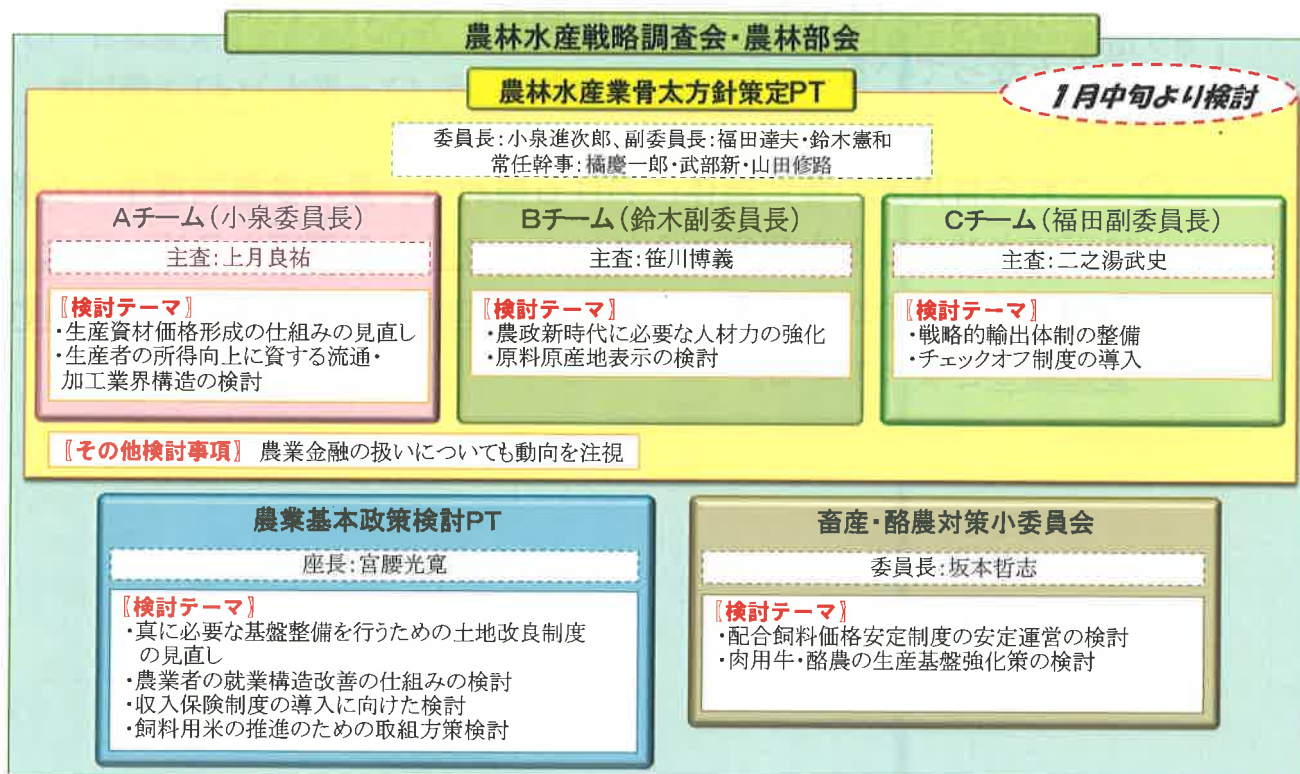 農林水産戦略調査会・農林部会
農林水産業骨太方針策定PT
1月中旬より検討
委員長：小泉進次郎、副委員長：福田達夫・鈴木憲和
常任幹事：橘慶一郎・武部新・山田修路
Aチーム（小泉委員長）
主査：上月良祐
〖検討テーマ〗
・生産資材価格形成の仕組みの見直し
・生産者の所得向上に資する流通・
加工業界構造の検討
Bチーム（鈴木副委員長）
主査：笹川博義
〖検討テーマ〗
・農政新時代に必要な人材力の強化
・原料原産地表示の検討
Cチーム（福田副委員長）
主査：二之湯武史
〖検討テーマ〗
・戦略的輸出体制の整備
・チェックオフ制度の導入
〖その他検討事項〗 農業金融の扱いについても動向を注視
農業基本政策検討PT
座長：宮腰光寛
〖検討テーマ〗
・真に必要な基盤整備を行うための土地改良制度
の見直し
・農業者の就業構造改善の仕組みの検討
・収入保険制度の導入に向けた検討
・飼料用米の推進のための取組方策検討
畜産・酪農対策小委員会
委員長：坂本哲志
〖検討テーマ〗
・配合飼料価格安定制度の安定運営の検討
・肉用牛・酪農の生産基盤強化策の検討